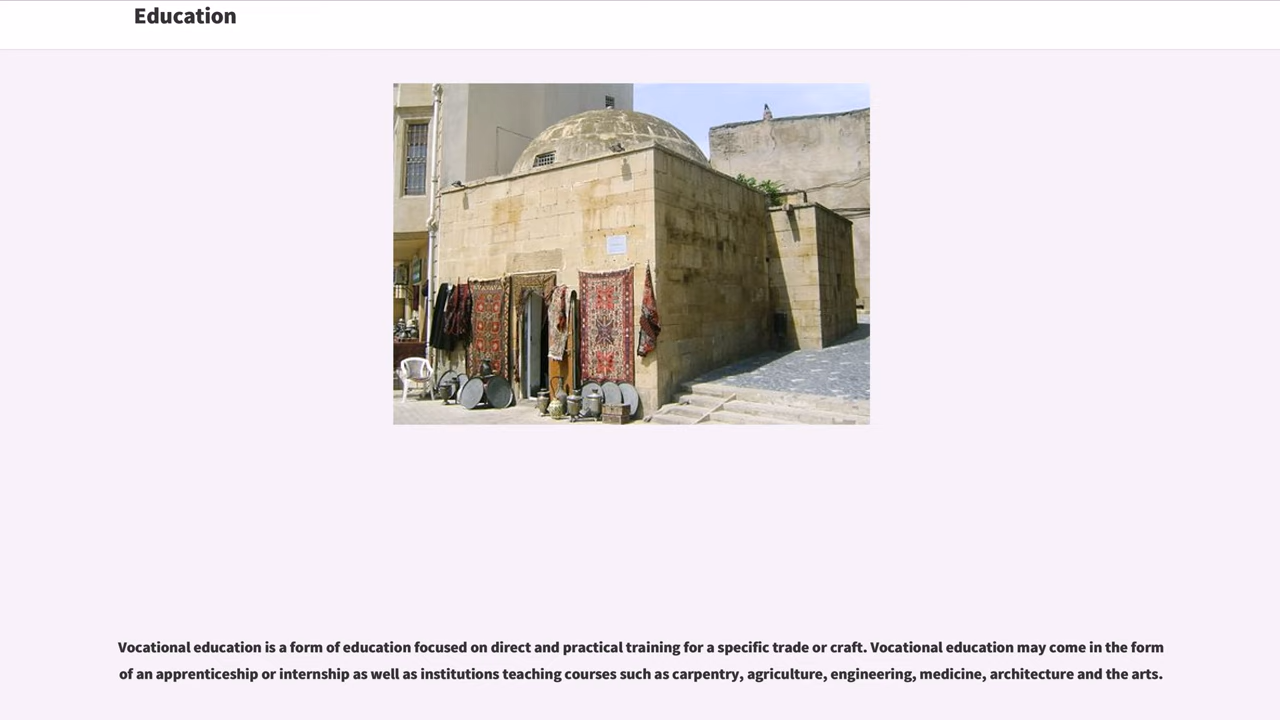 Education
Vocational education is a form of education focused on direct and practical training for a specific trade or craft. Vocational education may come in the form
of an apprenticeship or internship as well as institutions teaching courses such as carpentry, agriculture, engineering, medicine, architecture and the arts.